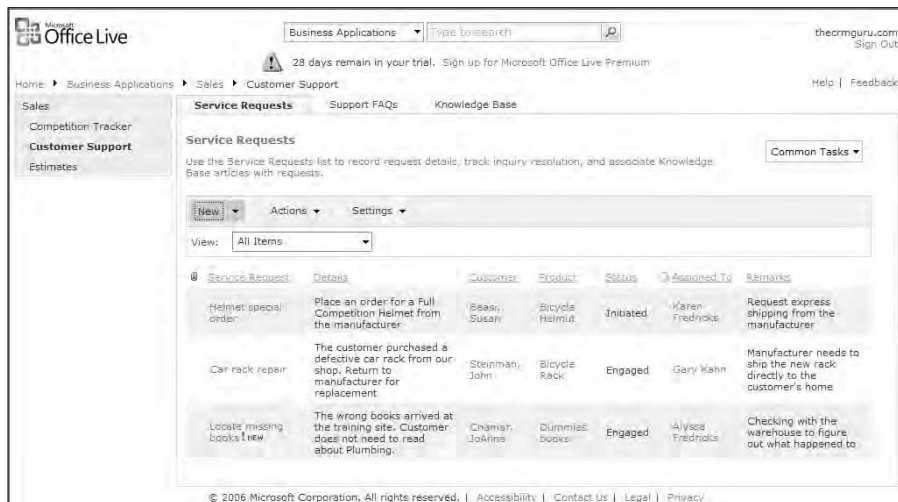 Microsoft
Office Live
Business Applications
Type to search
thecrmguru.com
Sign Out
28 days remain in your trial. Sign up for Microsoft Office Live Premium
Home Business Applications Sales Customer Support
Help | Feedback
Sales
Competition Tracker
Customer Support
Estimates
Service Requests Support FAQs Knowledge Base
Service Requests
Use the Service Requests list to record request details, track inquiry resolution, and associate Knowledge
Base articles with requests.
Common Tasks
New Actions Settings
View: All Items
Service Request Details Customer Product Status Assigned To Remarks
Helmet special
order
Place an order for a Full
Competition Helmet from
the manufacturer
Beasi,
Susan
Bicycle
Helmut
Initiated
Karen
Fredricks
Request express
shipping from the
manufacturer
Car rack repair
The customer purchased a
defective car rack from our
shop. Return to
manufacturer for
replacement
Steinman,
John
Bicycle
Rack
Engaged
Gary Kahn
Manufacturer needs to
ship the new rack
directly to the
customer's home
Locate missing
books ! NEW
The wrong books arrived at
the training site. Customer
does not need to read
about Plumbing.
JoAnne
Dummies
books
Engaged
Alyssa
Fredricks
Checking with the
warehouse to figure
out what happened to
© 2006 Microsoft Corporation. All rights reserved. | Accessibility | Contact Us | Legal | Privacy